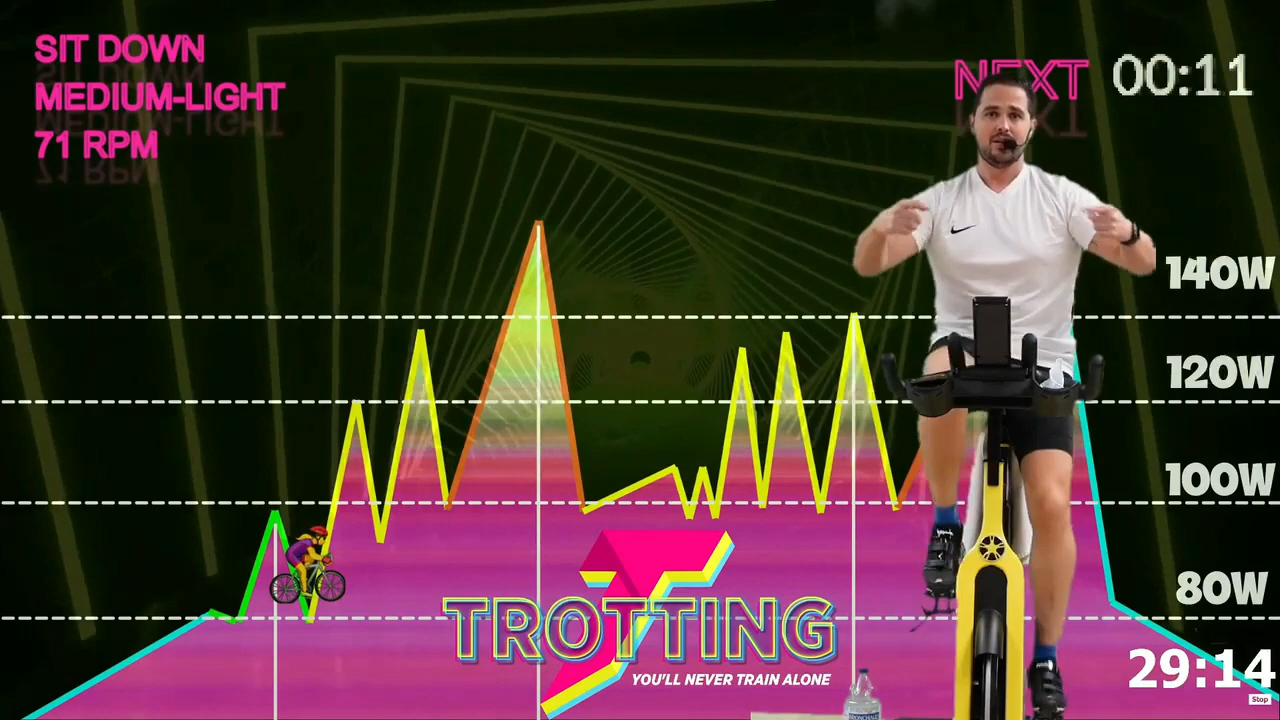 SIT DOWN
MEDIUM-LIGHT
71 RPM
NEXT 00:11
140W
120W
100W
80W
TROTTING
YOU'LL NEVER TRAIN ALONE
29:14
Stop